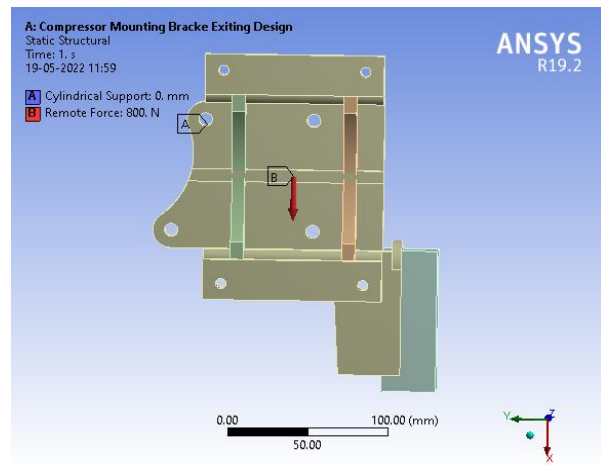 A: Compressor Mounting Bracke Exiting Design
Static Structural
Time: 1. s
19-05-2022 11:59
A Cylindrical Support: 0. mm
B Remote Force: 800. N
ANSYS
R19.2
A
B
0.00 100.00 (mm)
50.00
Y Z
X